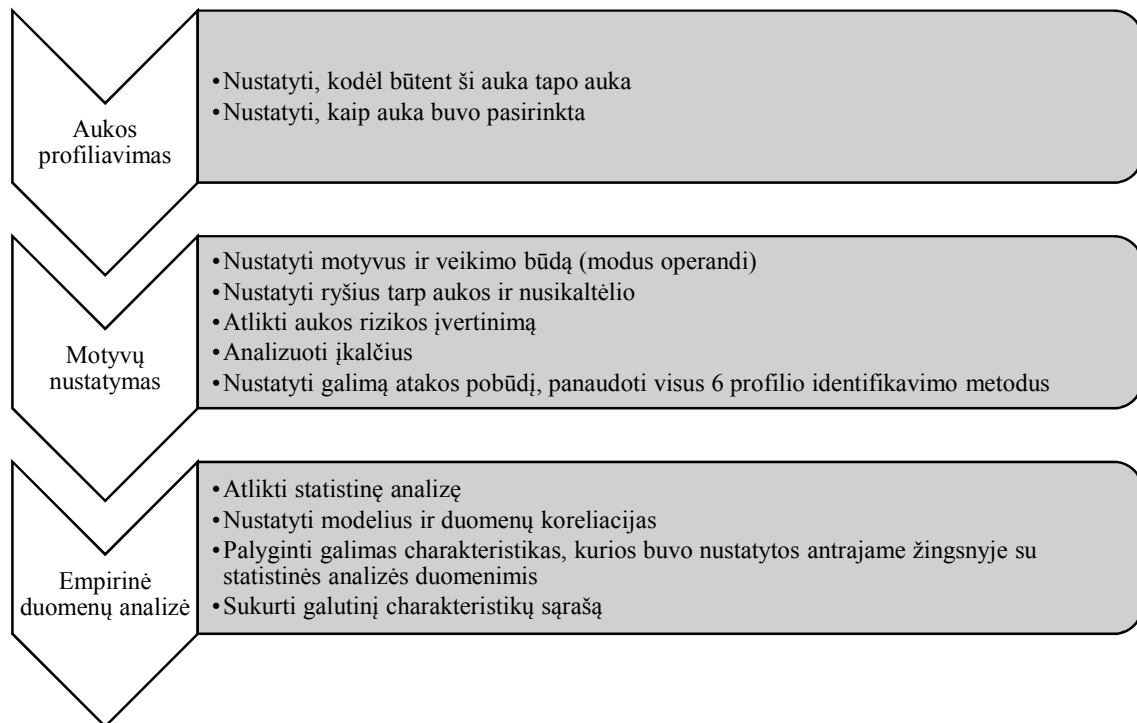 Aukos
profiliavimas
•Nustatyti, kodėl būtent ši auka tapo auka
•Nustatyti, kaip auka buvo pasirinkta
Motyvų
nustatymas
•Nustatyti motyvus ir veikimo būdą (modus operandi)
•Nustatyti ryšius tarp aukos ir nusikaltėlio
•Atlikti aukos rizikos įvertinimą
•Analizuoti įkalčius
•Nustatyti galimą atakos pobūdį, panaudoti visus 6 profilio identifikavimo metodus
Empirinė
duomenų analizė
•Atlikti statistinę analizę
•Nustatyti modelius ir duomenų koreliacijas
•Palyginti galimas charakteristikas, kurios buvo nustatytos antrajame žingsnyje su
statistinės analizės duomenimis
•Sukurti galutinį charakteristikų sąrašą